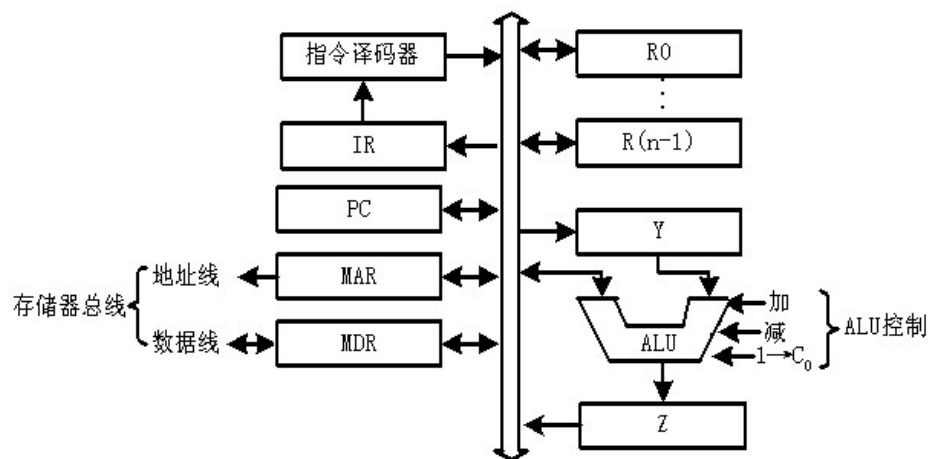 指令译码器
IR
PC
MAR
MDR
存储器总线
地址线
数据线
R0
R(n-1)
Y
ALU
加
减
1→C₀
ALU控制
Z